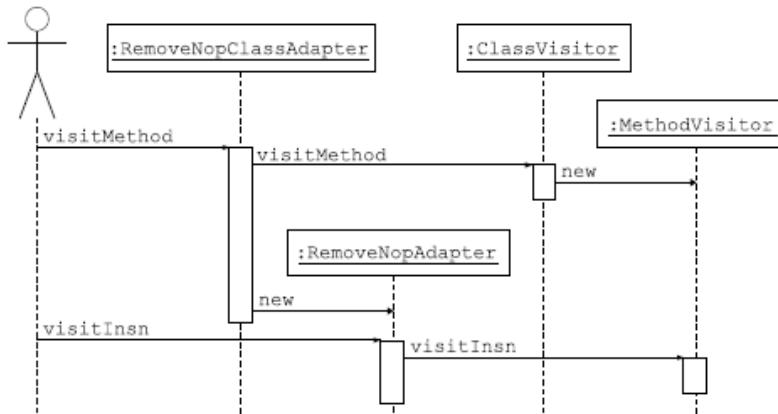 :RemoveNopClassAdapter
:ClassVisitor
:MethodVisitor
visitMethod
visitMethod
new
:RemoveNopAdapter
new
visitInsn
visitInsn